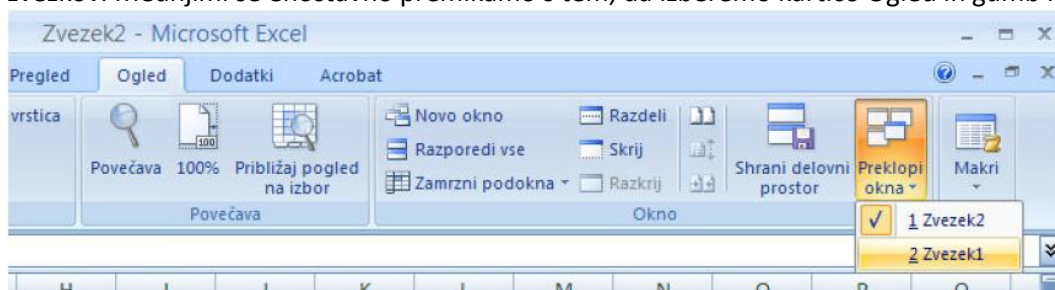 Zvezek2 - Microsoft Excel
Pregled Ogled Dodatki Acrobat
vrstica
Povečava 100% Približaj pogled
na izbor
Povečava
Novo okno
Razporedi vse
Zamrzni podokna
Razdeli
Skrij
Razkrij
Shrani delovni
prostor
Preklopi
okna
Makri
Okno
1 Zvezek2
2 Zvezek1